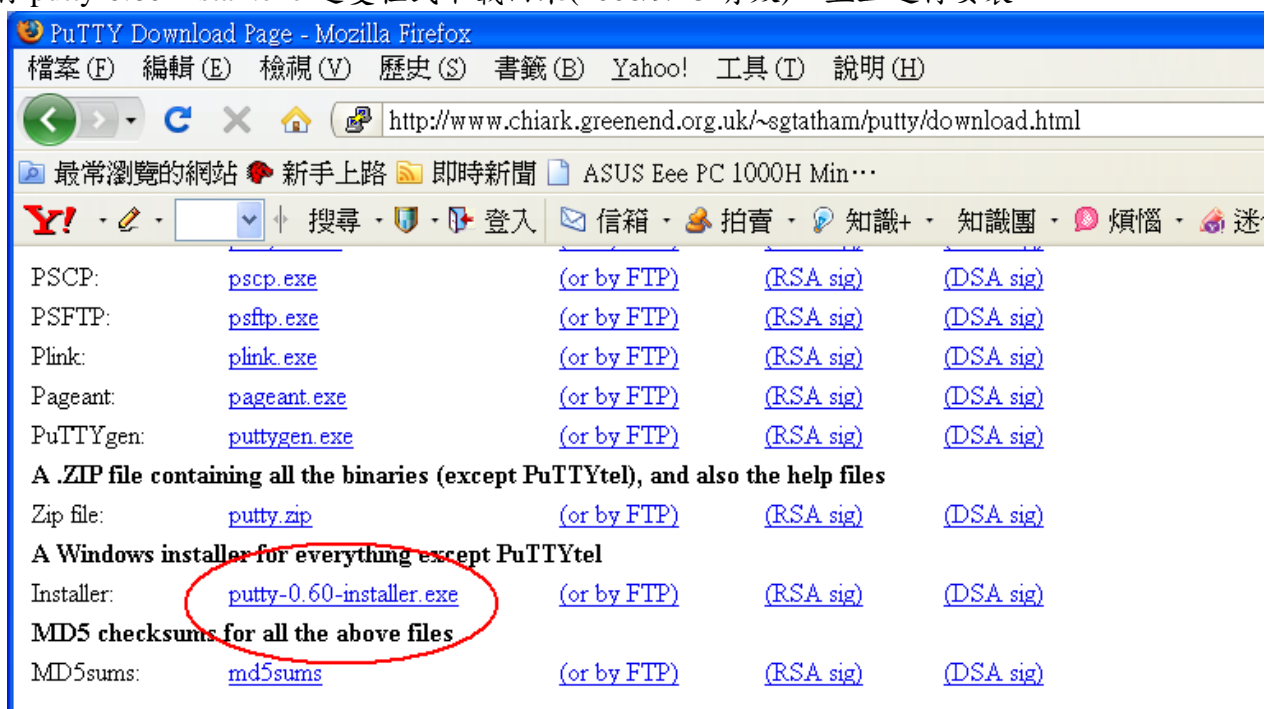 PuTTY Download Page - Mozilla Firefox
檔案(F) 編輯(E) 檢視(V) 歷史(S) 書籤(B) Yahoo! 工具(T) 說明(H)
http://www.chiark.greenend.org.uk/~sgtatham/putty/download.html
最常瀏覽的網站 新手上路 即時新聞 ASUS Eee PC 1000H Min…
Y! 搜尋 登入 信箱 拍賣 知識+ 知識團 煩惱
PSCP: pscp.exe (or by FTP) (RSA sig) (DSA sig)
PSFTP: psftp.exe (or by FTP) (RSA sig) (DSA sig)
Plink: plink.exe (or by FTP) (RSA sig) (DSA sig)
Pageant: pageant.exe (or by FTP) (RSA sig) (DSA sig)
PuTTYgen: puttygen.exe (or by FTP) (RSA sig) (DSA sig)
A .ZIP file containing all the binaries (except PuTTYtel), and also the help files
Zip file: putty.zip (or by FTP) (RSA sig) (DSA sig)
A Windows installer for everything except PuTTYtel
Installer: putty-0.60-installer.exe (or by FTP) (RSA sig) (DSA sig)
MD5 checksums for all the above files
MD5sums: md5sums (or by FTP) (RSA sig) (DSA sig)